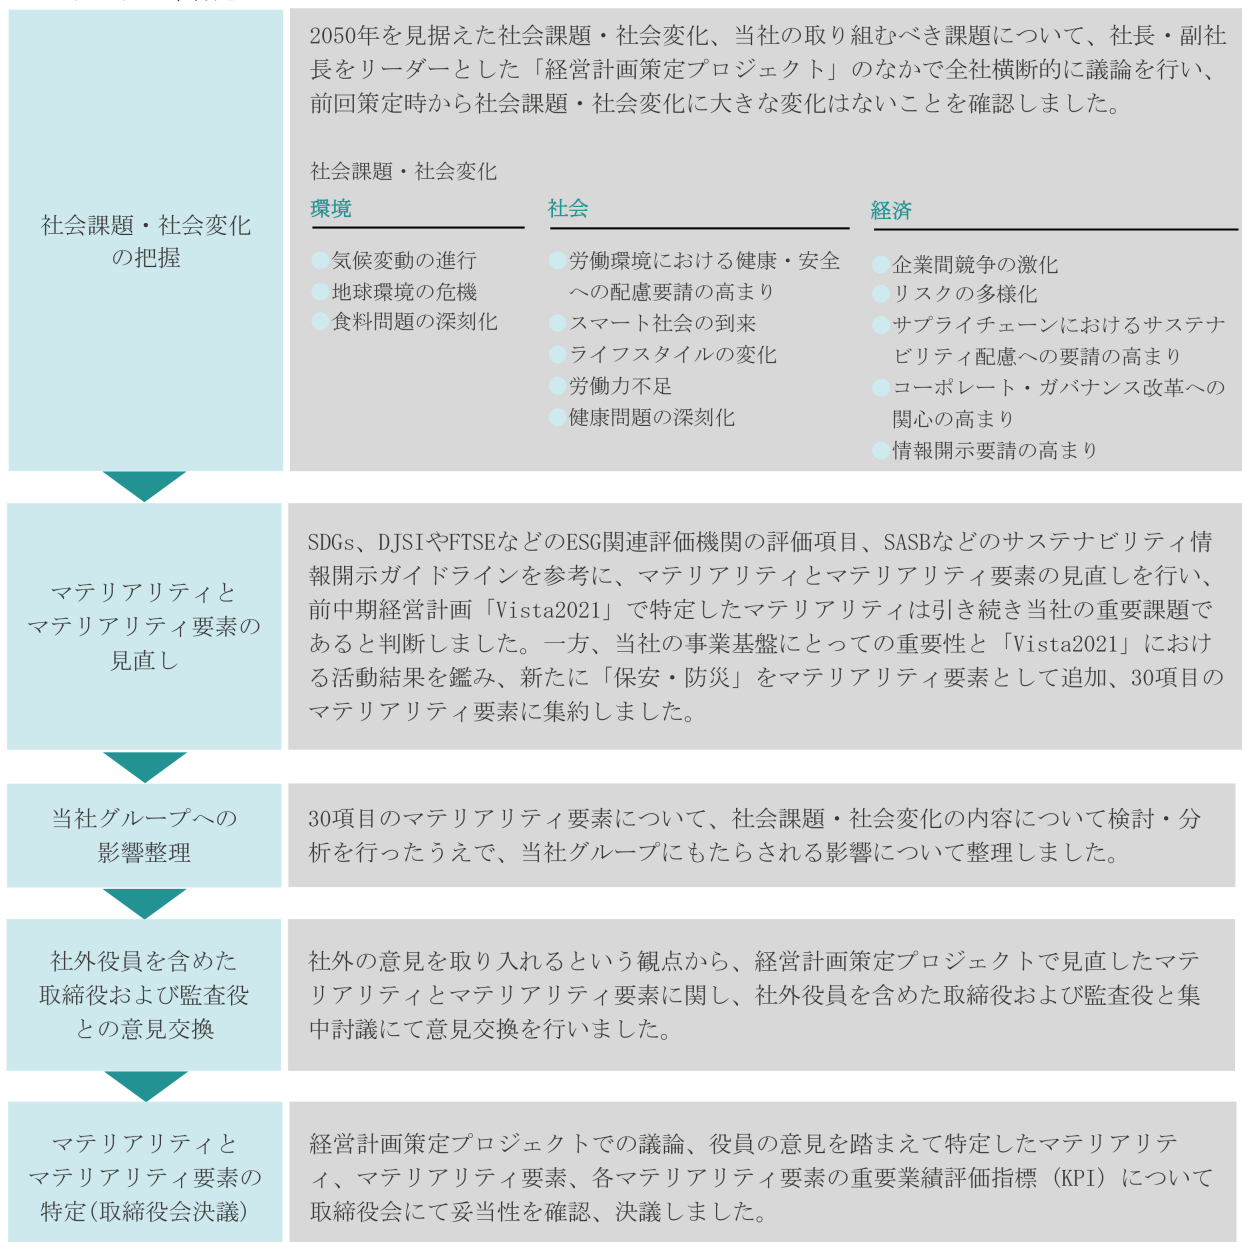 社会課題・社会変化
の把握
2050年を見据えた社会課題・社会変化、当社の取り組むべき課題について、社長・副社
長をリーダーとした「経営計画策定プロジェクト」のなかで全社横断的に議論を行い、
前回策定時から社会課題・社会変化に大きな変化はないことを確認しました。
社会課題・社会変化
環境
気候変動の進行
地球環境の危機
食料問題の深刻化
社会
労働環境における健康・安全
への配慮要請の高まり
スマート社会の到来
ライフスタイルの変化
労働力不足
健康問題の深刻化
経済
企業間競争の激化
リスクの多様化
サプライチェーンにおけるサステナ
ビリティ配慮への要請の高まり
コーポレート・ガバナンス改革への
関心の高まり
情報開示要請の高まり
マテリアリティと
マテリアリティ要素の
見直し
SDGs、DJSIやFTSEなどのESG関連評価機関の評価項目、SASBなどのサステナビリティ情
報開示ガイドラインを参考に、マテリアリティとマテリアリティ要素の見直しを行い、
前中期経営計画「Vista2021」で特定したマテリアリティは引き続き当社の重要課題で
あると判断しました。一方、当社の事業基盤にとっての重要性と「Vista2021」におけ
る活動結果を鑑み、新たに「保安・防災」をマテリアリティ要素として追加、30項目の
マテリアリティ要素に集約しました。
当社グループへの
影響整理
30項目のマテリアリティ要素について、社会課題・社会変化の内容について検討・分
析を行ったうえで、当社グループにもたらされる影響について整理しました。
社外役員を含めた
取締役および監査役
との意見交換
社外の意見を取り入れるという観点から、経営計画策定プロジェクトで見直したマテ
リアリティとマテリアリティ要素に関し、社外役員を含めた取締役および監査役と集
中討議にて意見交換を行いました。
マテリアリティと
マテリアリティ要素の
特定(取締役会決議)
経営計画策定プロジェクトでの議論、役員の意見を踏まえて特定したマテリアリテ
ィ、マテリアリティ要素、各マテリアリティ要素の重要業績評価指標（KPI）について
取締役会にて妥当性を確認、決議しました。